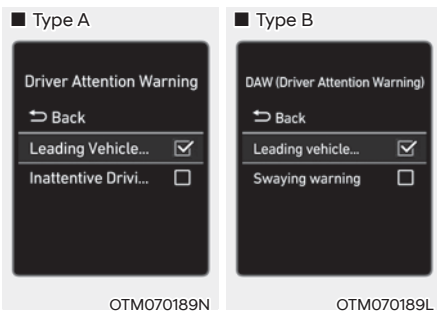 ■ Type A
Driver Attention Warning
⮌ Back
Leading Vehicle...
Inattentive Drivi...
OTM070189N
■ Type B
DAW (Driver Attention Warning)
⮌ Back
Leading vehicle...
Swaying warning
OTM070189L